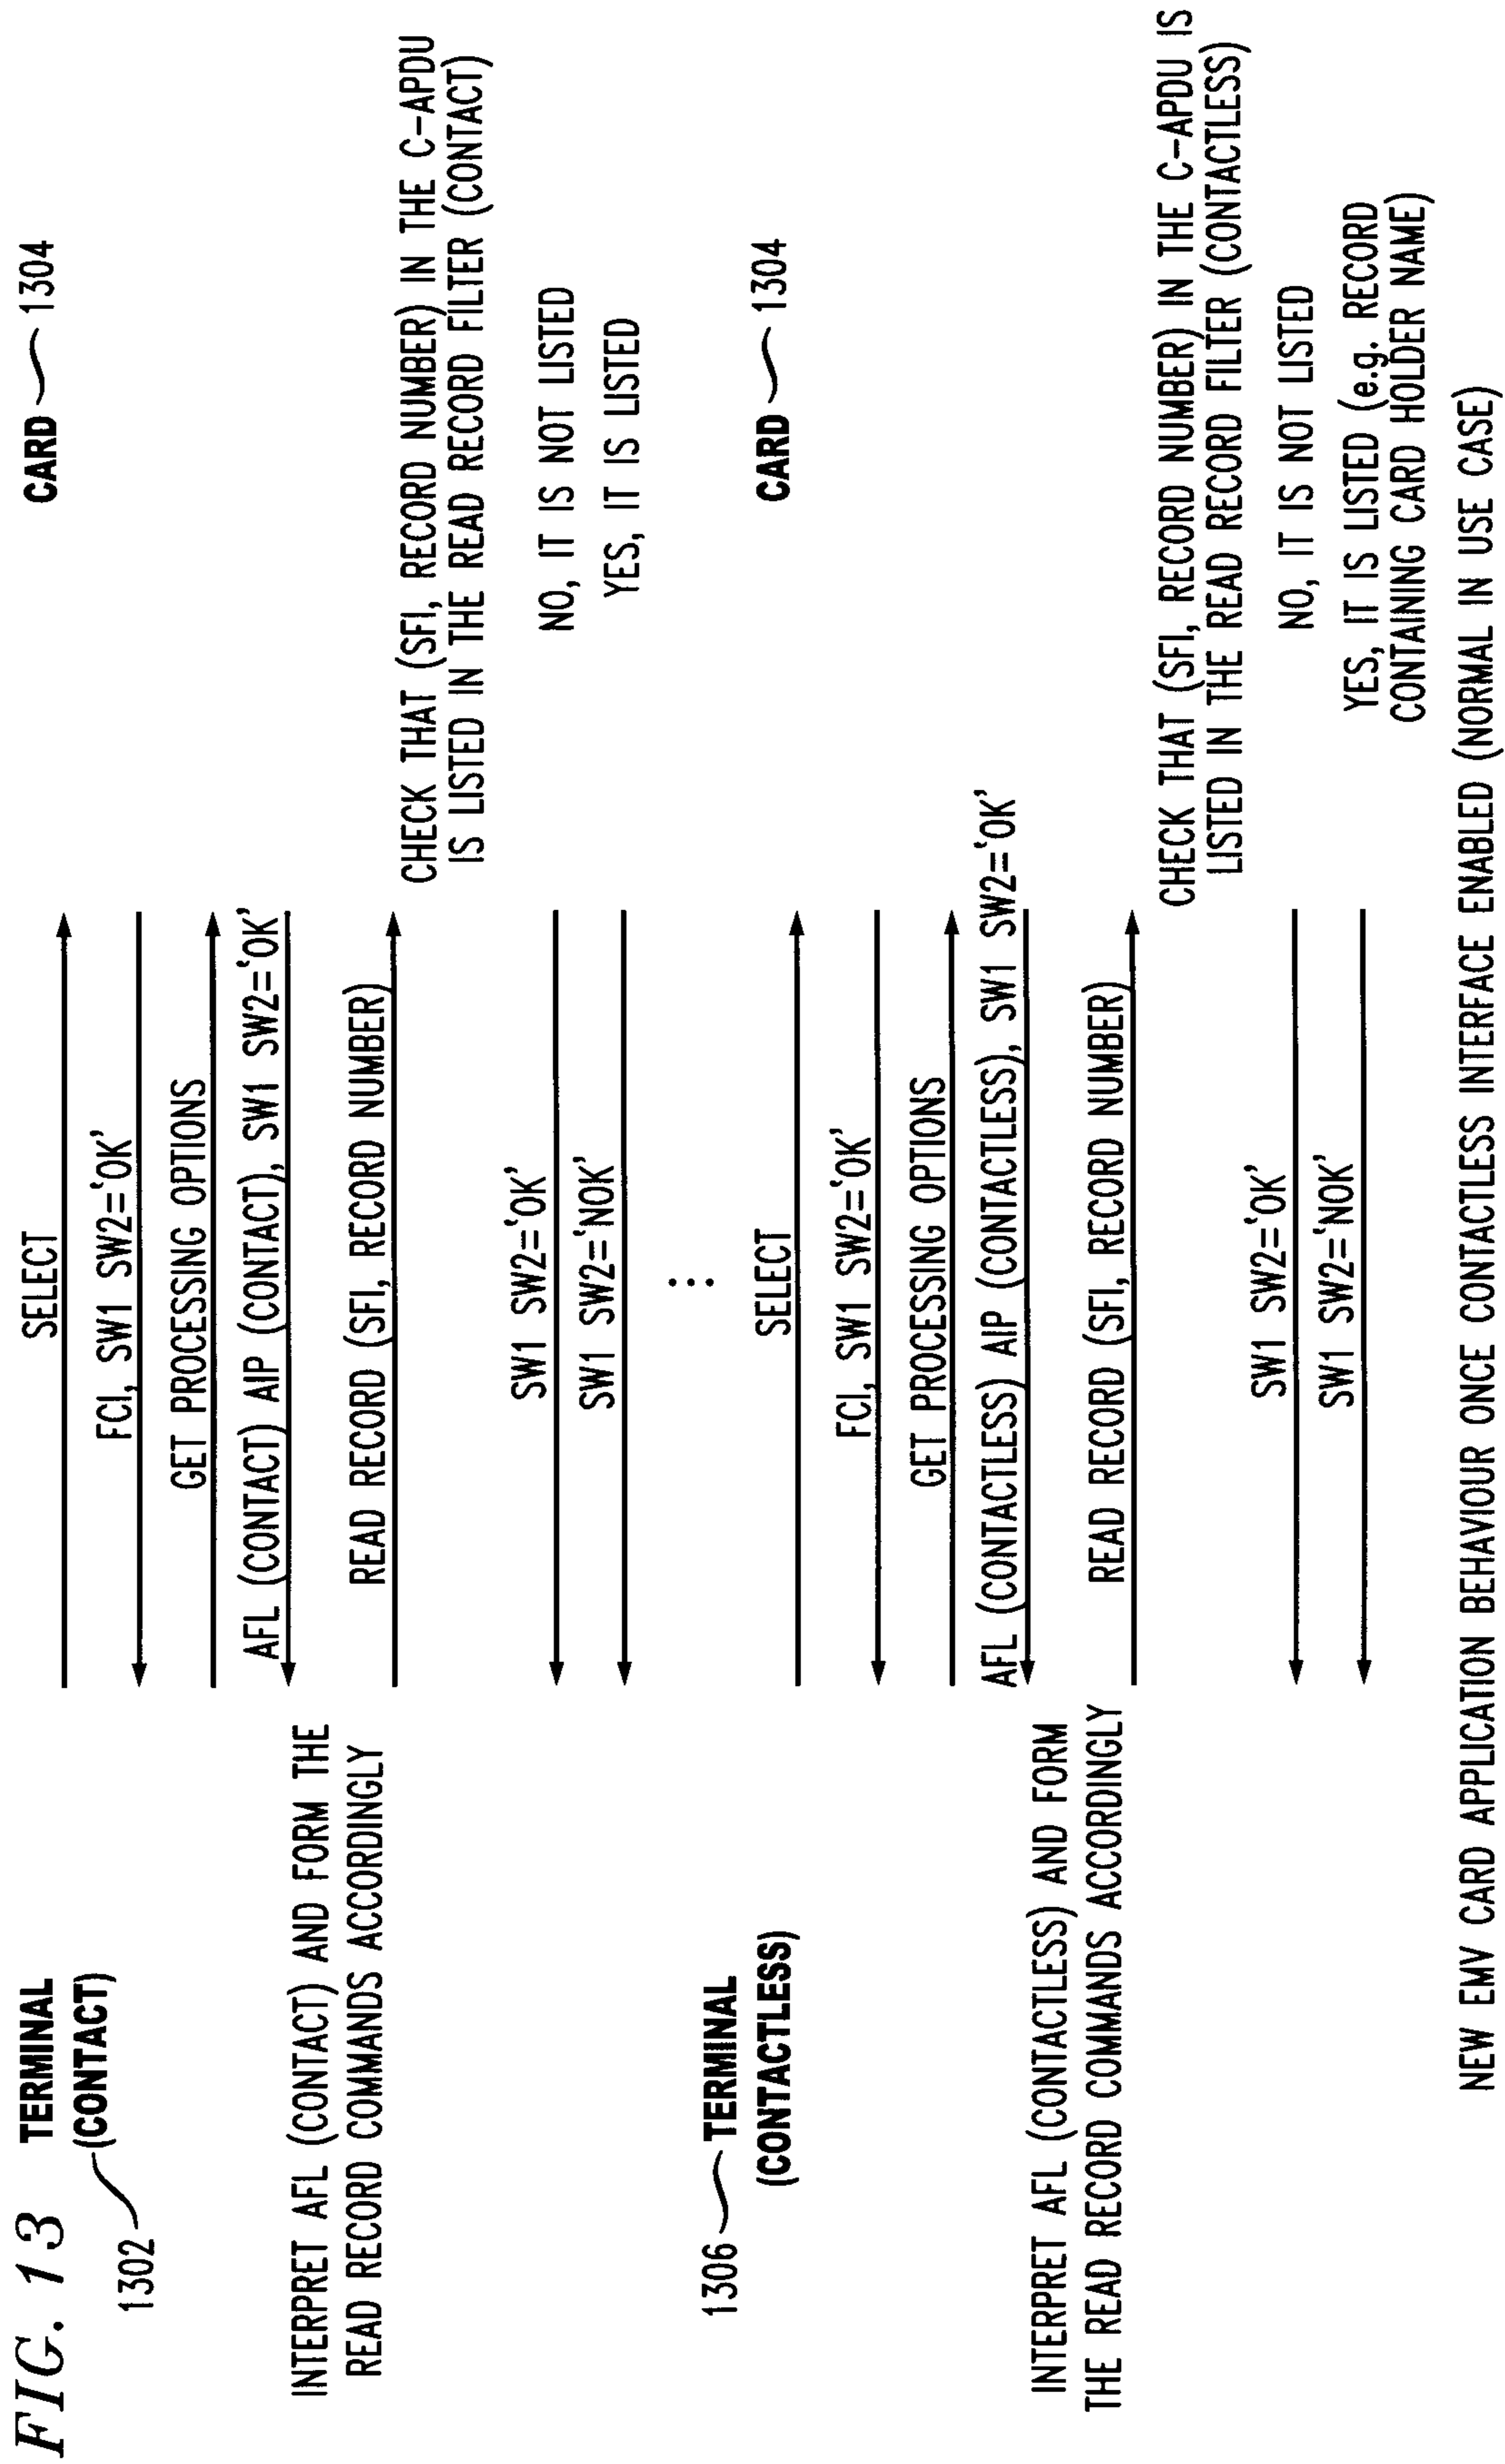 FIG. 13
TERMINAL
(CONTACT)
1302
CARD 1304
SELECT
FCI, SW1 SW2='OK'
GET PROCESSING OPTIONS
AFL (CONTACT) AIP (CONTACT), SW1 SW2='OK'
INTERPRET AFL (CONTACT) AND FORM THE
READ RECORD COMMANDS ACCORDINGLY
READ RECORD (SFI, RECORD NUMBER)
CHECK THAT (SFI, RECORD NUMBER) IN THE C-APDU
IS LISTED IN THE READ RECORD FILTER (CONTACT)
SW1 SW2='OK'
NO, IT IS NOT LISTED
SW1 SW2='NOK'
YES, IT IS LISTED
1306 TERMINAL
(CONTACTLESS)
CARD 1304
SELECT
FCI, SW1 SW2='OK'
GET PROCESSING OPTIONS
AFL (CONTACTLESS) AIP (CONTACTLESS), SW1 SW2='OK'
INTERPRET AFL (CONTACTLESS) AND FORM
THE READ RECORD COMMANDS ACCORDINGLY
READ RECORD (SFI, RECORD NUMBER)
CHECK THAT (SFI, RECORD NUMBER) IN THE C-APDU IS
LISTED IN THE READ RECORD FILTER (CONTACTLESS)
SW1 SW2='OK'
NO, IT IS NOT LISTED
SW1 SW2='NOK'
YES, IT IS LISTED (e.g. RECORD
CONTAINING CARD HOLDER NAME)
NEW EMV CARD APPLICATION BEHAVIOUR ONCE CONTACTLESS INTERFACE ENABLED (NORMAL IN USE CASE)